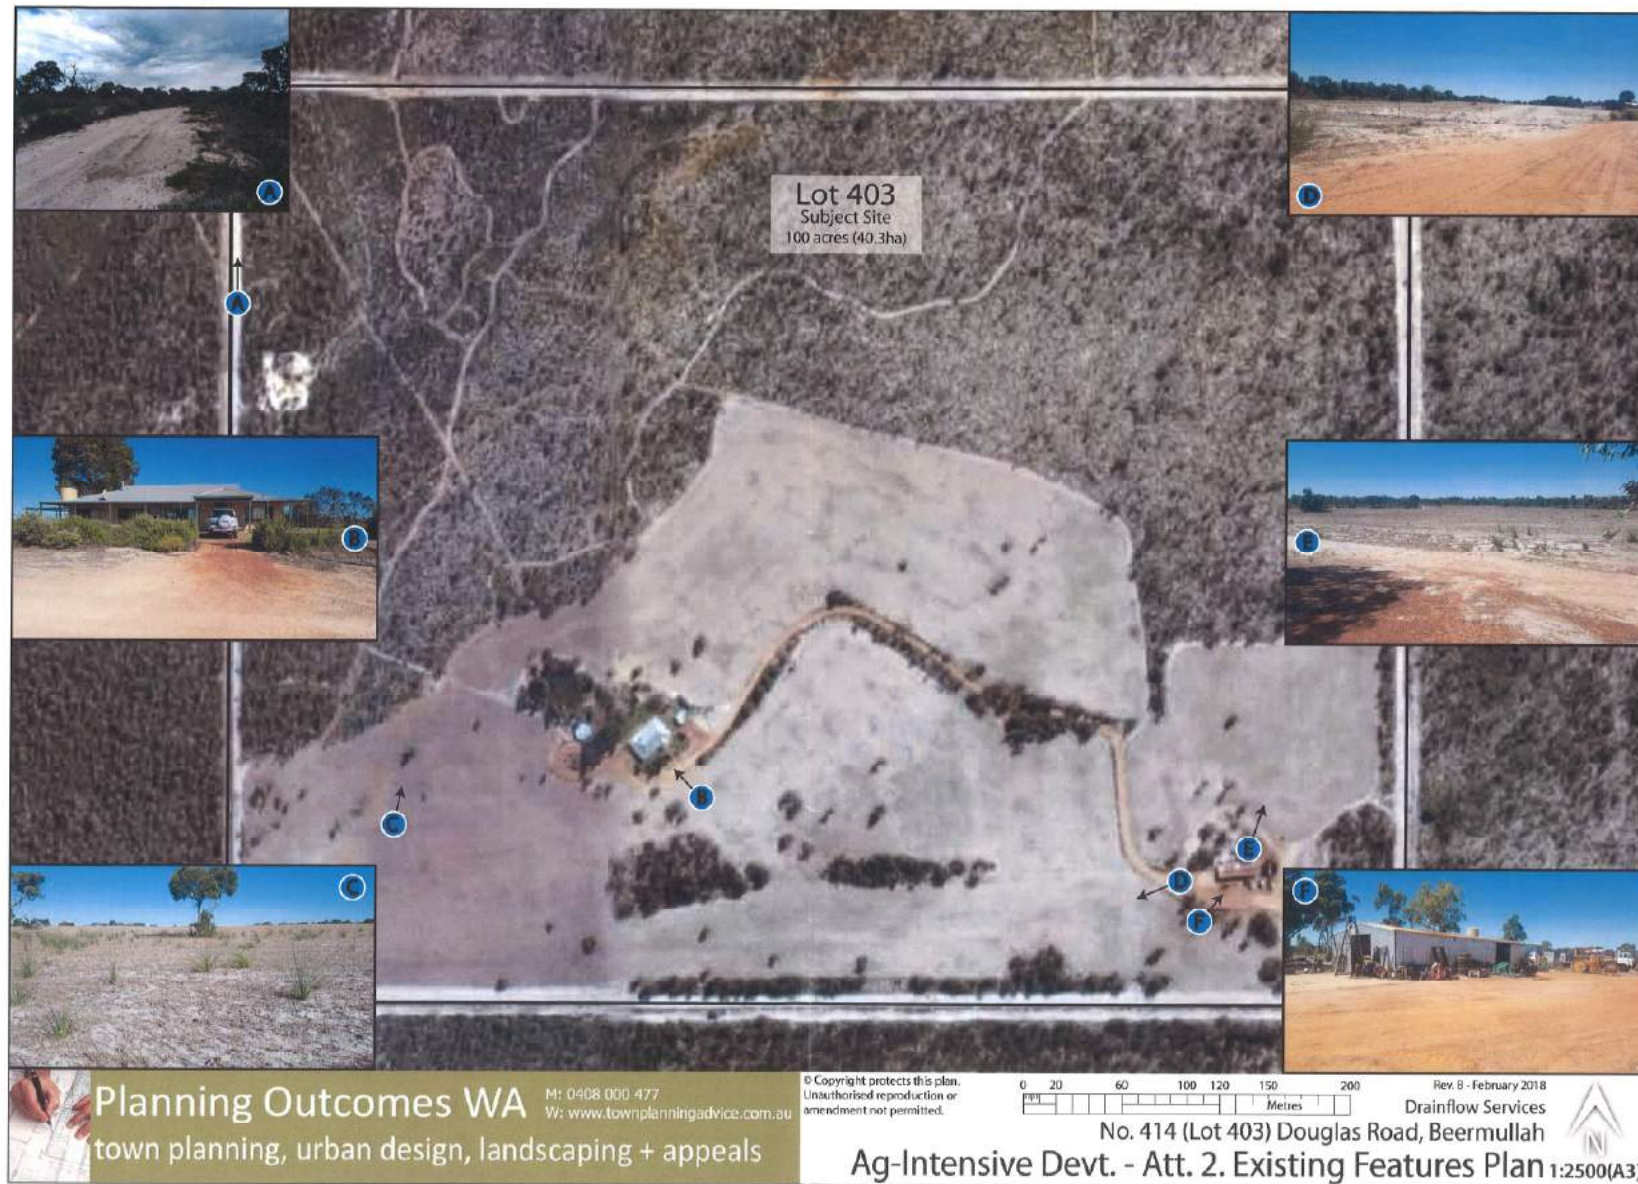 A
D
Lot 403
Subject Site
100 acres (40.3ha)
A
B
E
B
C
E
D
F
C
F
Planning Outcomes WA
M: 0408 000 477
W: www.townplanningadvice.com.au
town planning, urban design, landscaping + appeals
© Copyright protects this plan.
Unauthorised reproduction or
amendment not permitted.
0 20 60 100 120 150 200
Metres
Rev. B - February 2018
Drainflow Services
No. 414 (Lot 403) Douglas Road, Beermullah
Ag-Intensive Devt. - Att. 2. Existing Features Plan 1:2500(A3)
N